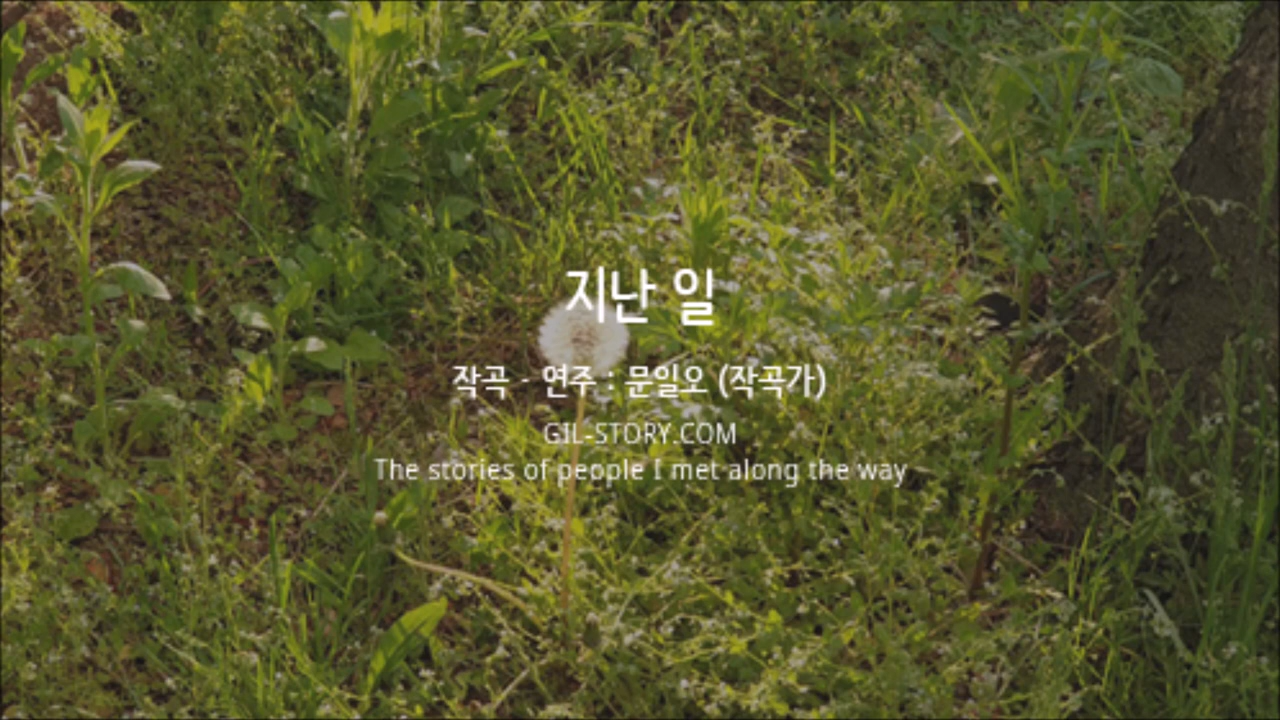 지난 일
작곡 - 연주 : 문일오 (작곡가)
GIL-STORY.COM
The stories of people I met along the way